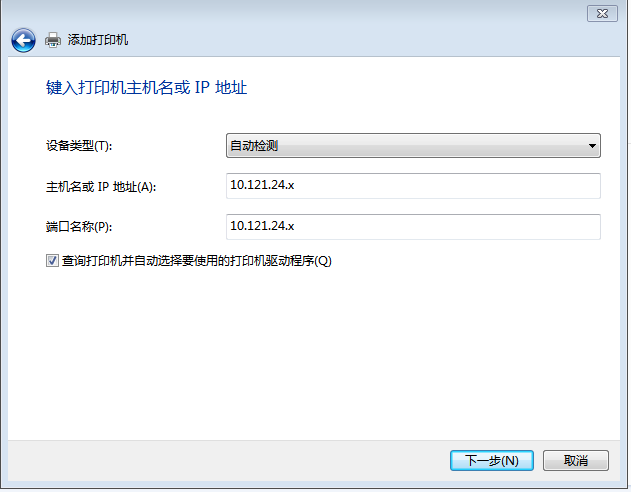 添加打印机
键入打印机主机名或 IP 地址
设备类型(T):
自动检测
主机名或 IP 地址(A):
10.121.24.x
端口名称(P):
10.121.24.x
查询打印机并自动选择要使用的打印机驱动程序(Q)
下一步(N)
取消